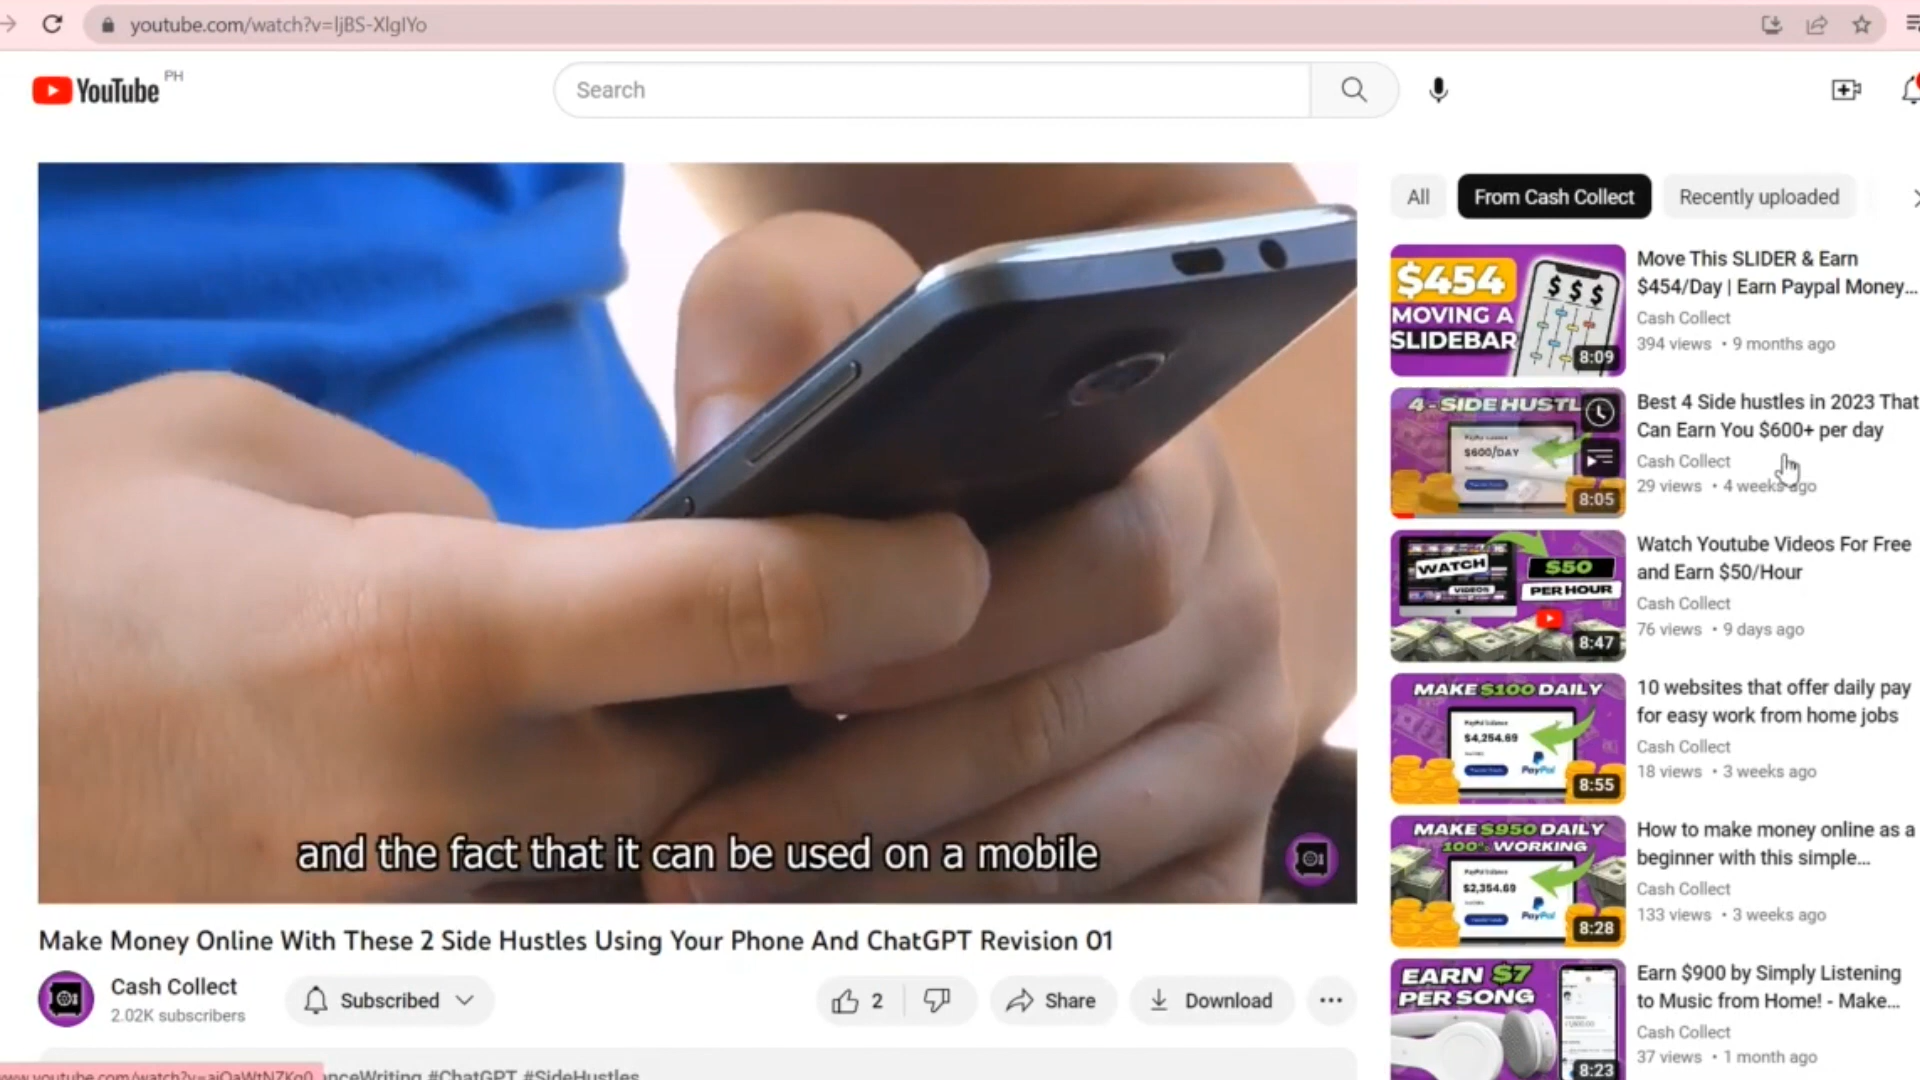 youtube.com/watch?v=ljBS-XlgIYo
YouTube PH
Search
All
From Cash Collect
Recently uploaded
and the fact that it can be used on a mobile
Make Money Online With These 2 Side Hustles Using Your Phone And ChatGPT Revision 01
Cash Collect
2.02K subscribers
Subscribed
2
Share
Download
#ChatGPT #SideHustles
$454
MOVING A
SLIDEBAR
$ $ $
8:09
Move This SLIDER & Earn
$454/Day | Earn Paypal Money...
Cash Collect
394 views • 9 months ago
4-SIDE HUSTL
$600/DAY
8:05
Best 4 Side hustles in 2023 That
Can Earn You $600+ per day
Cash Collect
29 views • 4 weeks ago
WATCH
VIDEOS
$50
PER HOUR
8:47
Watch Youtube Videos For Free
and Earn $50/Hour
Cash Collect
76 views • 9 days ago
MAKE $100 DAILY
$4,254.69
PayPal
8:55
10 websites that offer daily pay
for easy work from home jobs
Cash Collect
18 views • 3 weeks ago
MAKE $950 DAILY
100% WORKING
$2,354.69
PayPal
8:28
How to make money online as a
beginner with this simple...
Cash Collect
133 views • 3 weeks ago
EARN $7
PER SONG
8:23
Earn $900 by Simply Listening
to Music from Home! - Make...
Cash Collect
37 views • 1 month ago